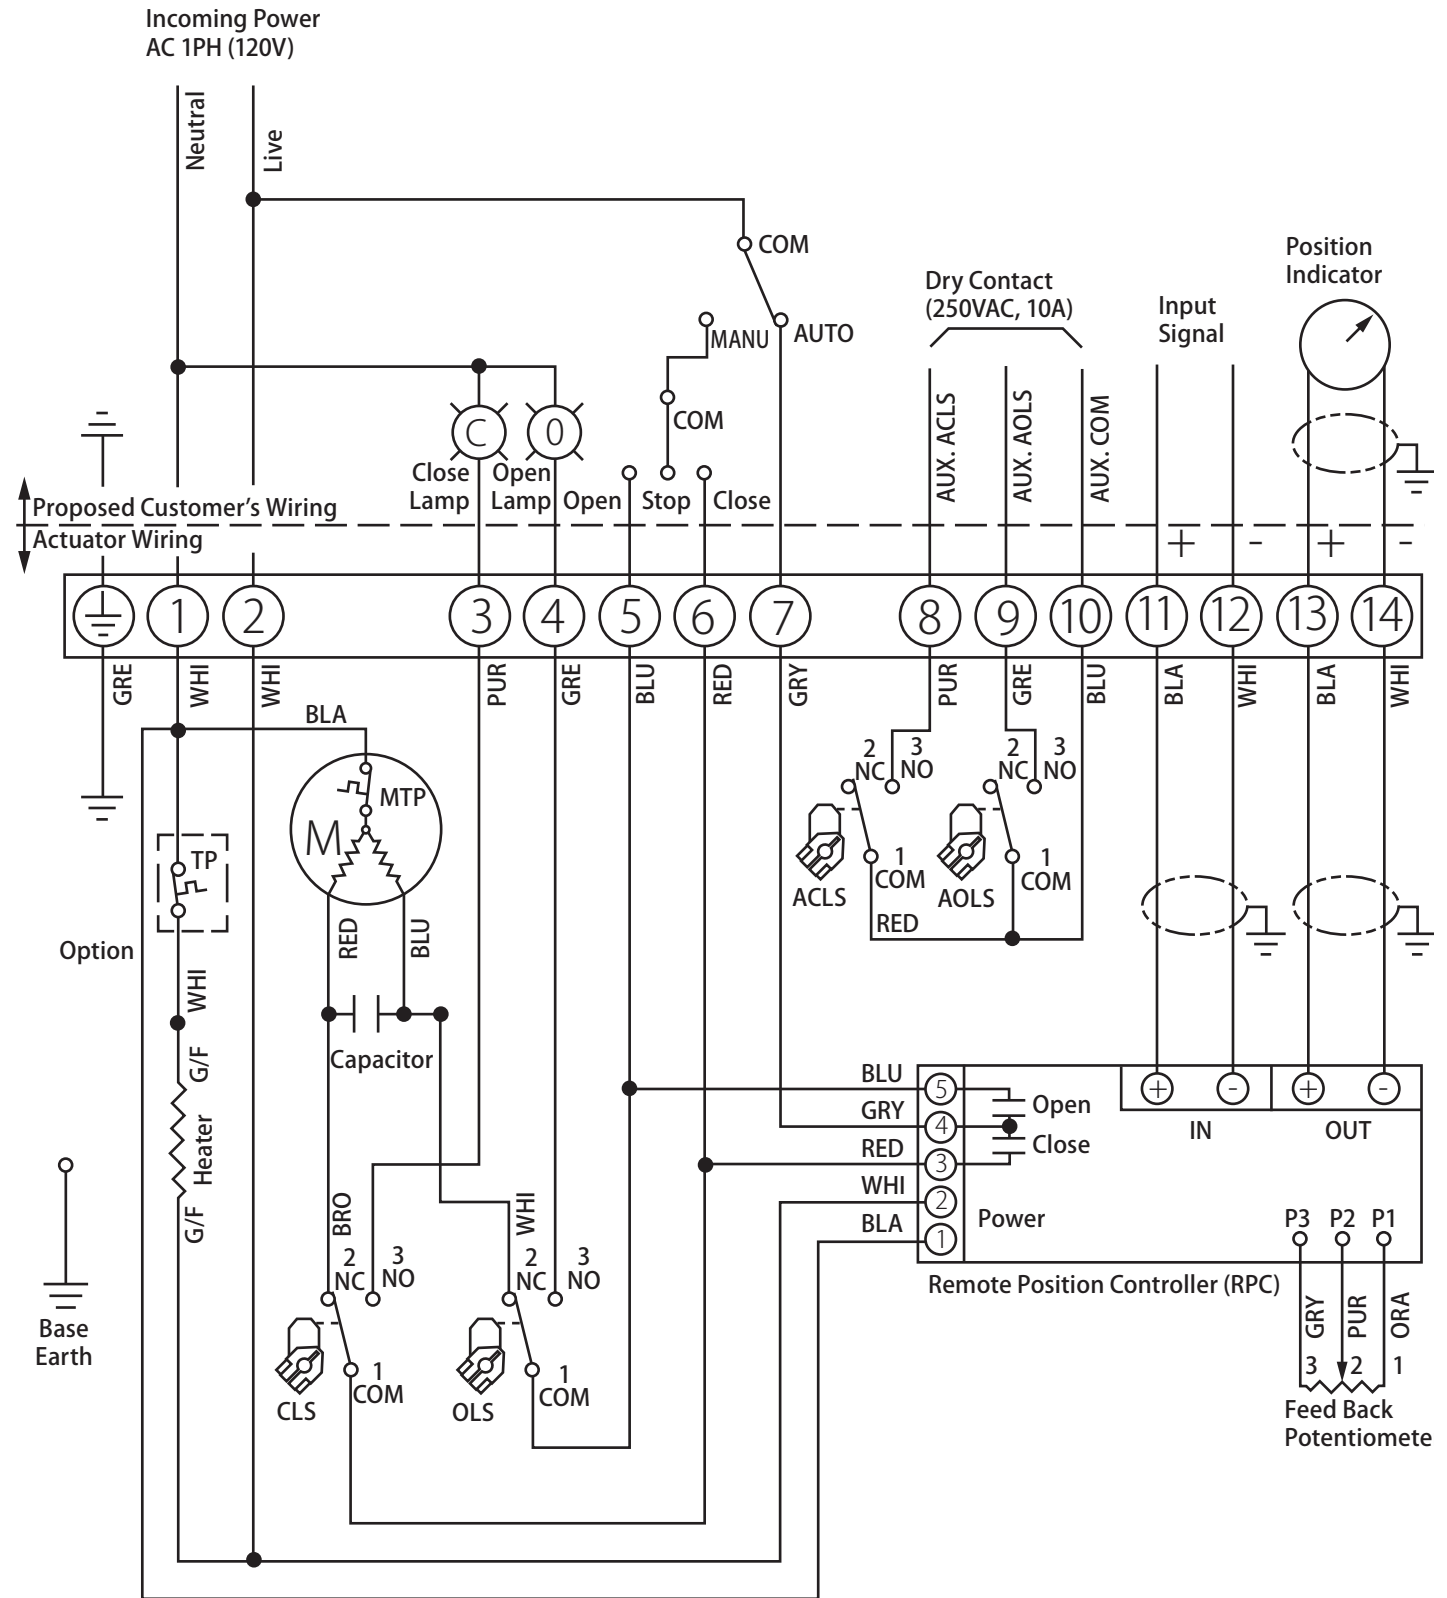 Incoming Power
AC 1PH (120V)
Neutral
Live
COM
MANU
AUTO
COM
Dry Contact
(250VAC, 10A)
Input
Signal
Position
Indicator
C
0
Close
Lamp
Open
Lamp
Open
Stop
Close
AUX. ACLS
AUX. AOLS
AUX. COM
Proposed Customer's Wiring
Actuator Wiring
+ - + -
1 2 3 4 5 6 7 8 9 10 11 12 13 14
GRE WHI WHI PUR GRE BLU RED GRY PUR GRE BLU BLA WHI BLA WHI
BLA
MTP
M
TP
Option
RED
BLU
WHI
G/F
Heater
G/F
Capacitor
2
NC
3
NO
1
COM
ACLS
2
NC
3
NO
1
COM
AOLS
RED
BLU 5
GRY 4
RED 3
WHI 2
BLA 1
Open
Close
Power
+ - + -
IN
OUT
P3 P2 P1
Remote Position Controller (RPC)
GRY PUR ORA
3 2 1
Feed Back
Potentiomete
BRO
2
NC
3
NO
1
COM
CLS
WHI
2
NC
3
NO
1
COM
OLS
Base
Earth